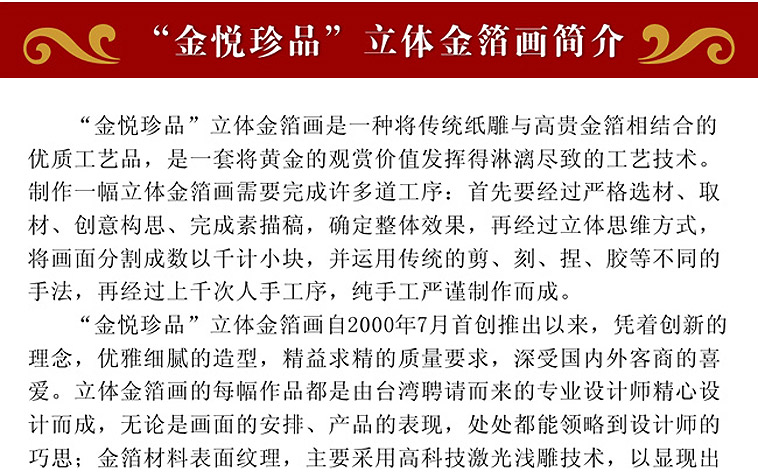 “金悦珍品”立体金箔画简介
“金悦珍品”立体金箔画是一种将传统纸雕与高贵金箔相结合的
优质工艺品，是一套将黄金的观赏价值发挥得淋漓尽致的工艺技术。
制作一幅立体金箔画需要完成许多道工序：首先要经过严格选材、取
材、创意构思、完成素描稿，确定整体效果，再经过立体思维方式，
将画面分割成数以千计小块，并运用传统的剪、刻、捏、胶等不同的
手法，再经过上千次人手工序，纯手工严谨制作而成。
“金悦珍品”立体金箔画自2000年7月首创推出以来，凭着创新的
理念，优雅细腻的造型，精益求精的质量要求，深受国内外客商的喜
爱。立体金箔画的每幅作品都是由台湾聘请而来的专业设计师精心设
计而成，无论是画面的安排、产品的表现，处处都能领略到设计师的
巧思；金箔材料表面纹理，主要采用高科技激光浅雕技术，以显现出